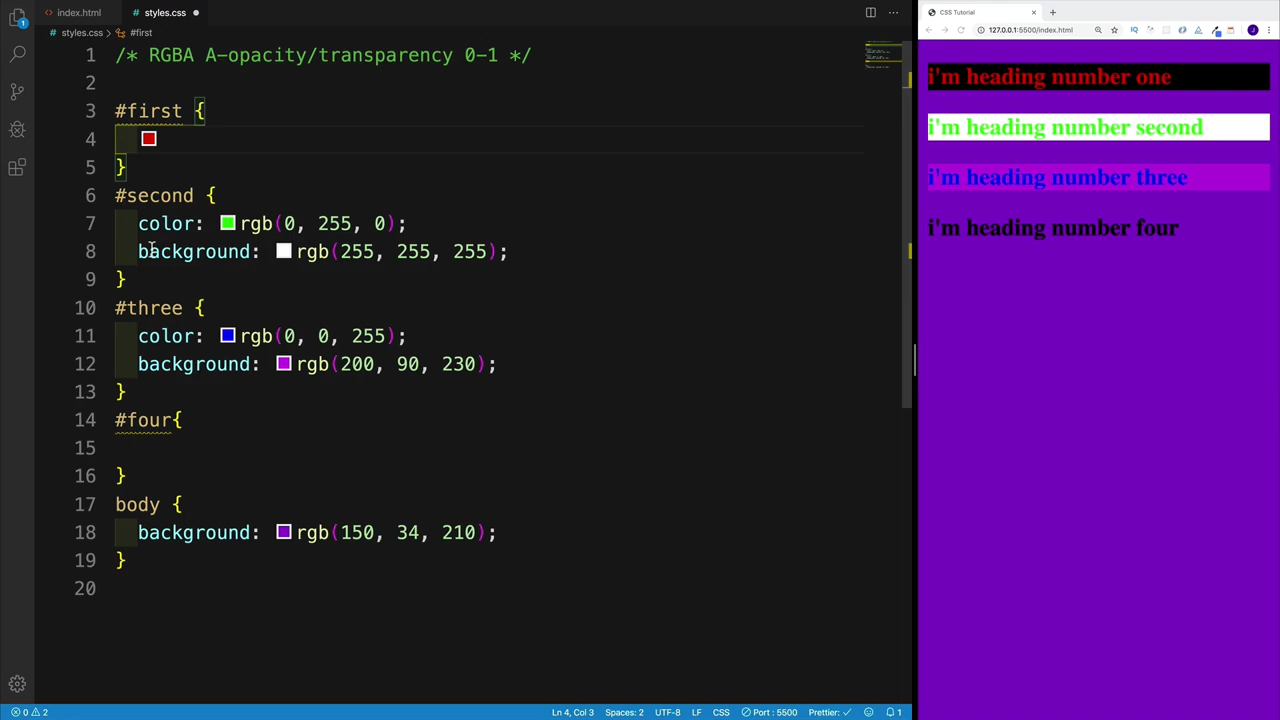 index.html
styles.css
styles.css > #first
1 /* RGBA A-opacity/transparency 0-1 */
2
3 #first {
4
5 }
6 #second {
7 color: rgb(0, 255, 0);
8 background: rgb(255, 255, 255);
9 }
10 #three {
11 color: rgb(0, 0, 255);
12 background: rgb(200, 90, 230);
13 }
14 #four{
15
16 }
17 body {
18 background: rgb(150, 34, 210);
19 }
20
1
0 2
Ln 4, Col 3 Spaces: 2 UTF-8 LF CSS Port : 5500 Prettier: ✓ 1
CSS Tutorial
127.0.0.1:5500/index.html
IQ
J
i'm heading number one
i'm heading number second
i'm heading number three
i'm heading number four